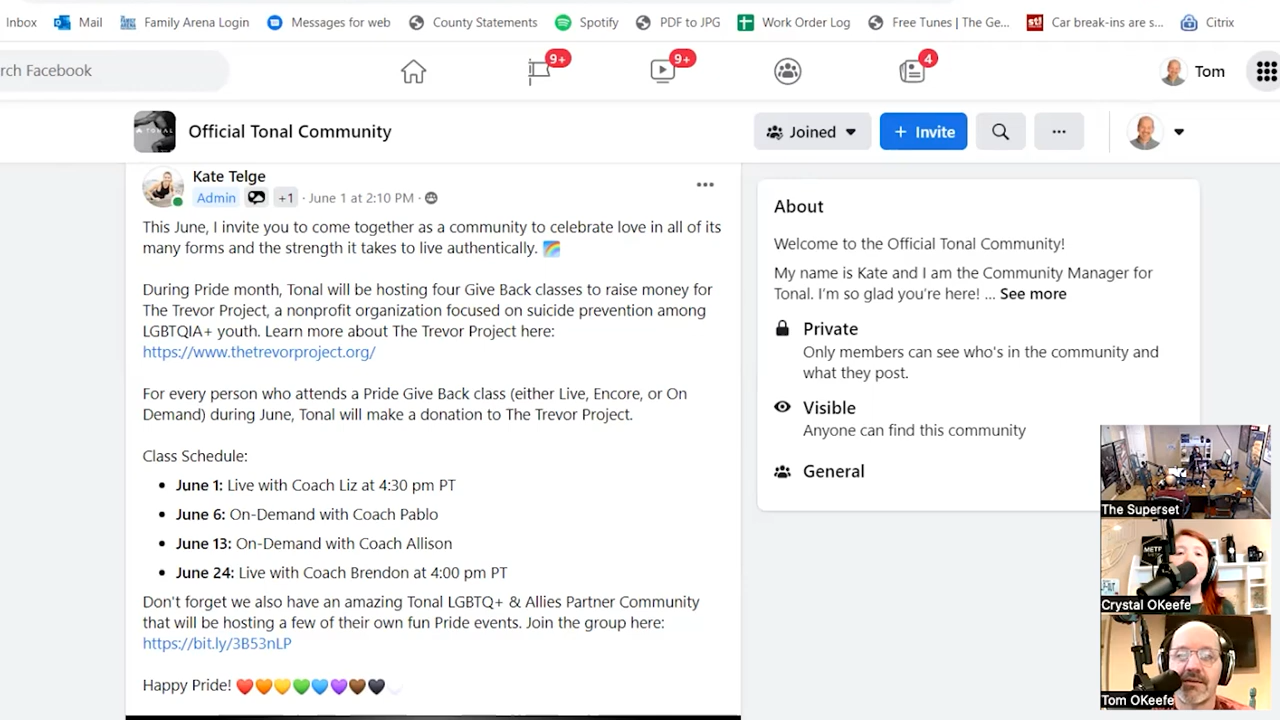 Inbox Mail Family Arena Login Messages for web County Statements Spotify PDF to JPG Work Order Log Free Tunes | The Ge... Car break-ins are s... Citrix
rch Facebook 9+ 9+ 4 Tom
Official Tonal Community Joined + Invite
Kate Telge
Admin +1 · June 1 at 2:10 PM ·
This June, I invite you to come together as a community to celebrate love in all of its
many forms and the strength it takes to live authentically. 🌈
During Pride month, Tonal will be hosting four Give Back classes to raise money for
The Trevor Project, a nonprofit organization focused on suicide prevention among
LGBTQIA+ youth. Learn more about The Trevor Project here:
https://www.thetrevorproject.org/
For every person who attends a Pride Give Back class (either Live, Encore, or On
Demand) during June, Tonal will make a donation to The Trevor Project.
Class Schedule:
• June 1: Live with Coach Liz at 4:30 pm PT
• June 6: On-Demand with Coach Pablo
• June 13: On-Demand with Coach Allison
• June 24: Live with Coach Brendon at 4:00 pm PT
Don't forget we also have an amazing Tonal LGBTQ+ & Allies Partner Community
that will be hosting a few of their own fun Pride events. Join the group here:
https://bit.ly/3B53nLP
Happy Pride! ❤️🧡💛💚💙💜🤎🖤🤍
About
Welcome to the Official Tonal Community!
My name is Kate and I am the Community Manager for
Tonal. I'm so glad you're here! ... See more
Private
Only members can see who's in the community and
what they post.
Visible
Anyone can find this community
General
The Superset
Crystal OKeefe
Tom OKeefe